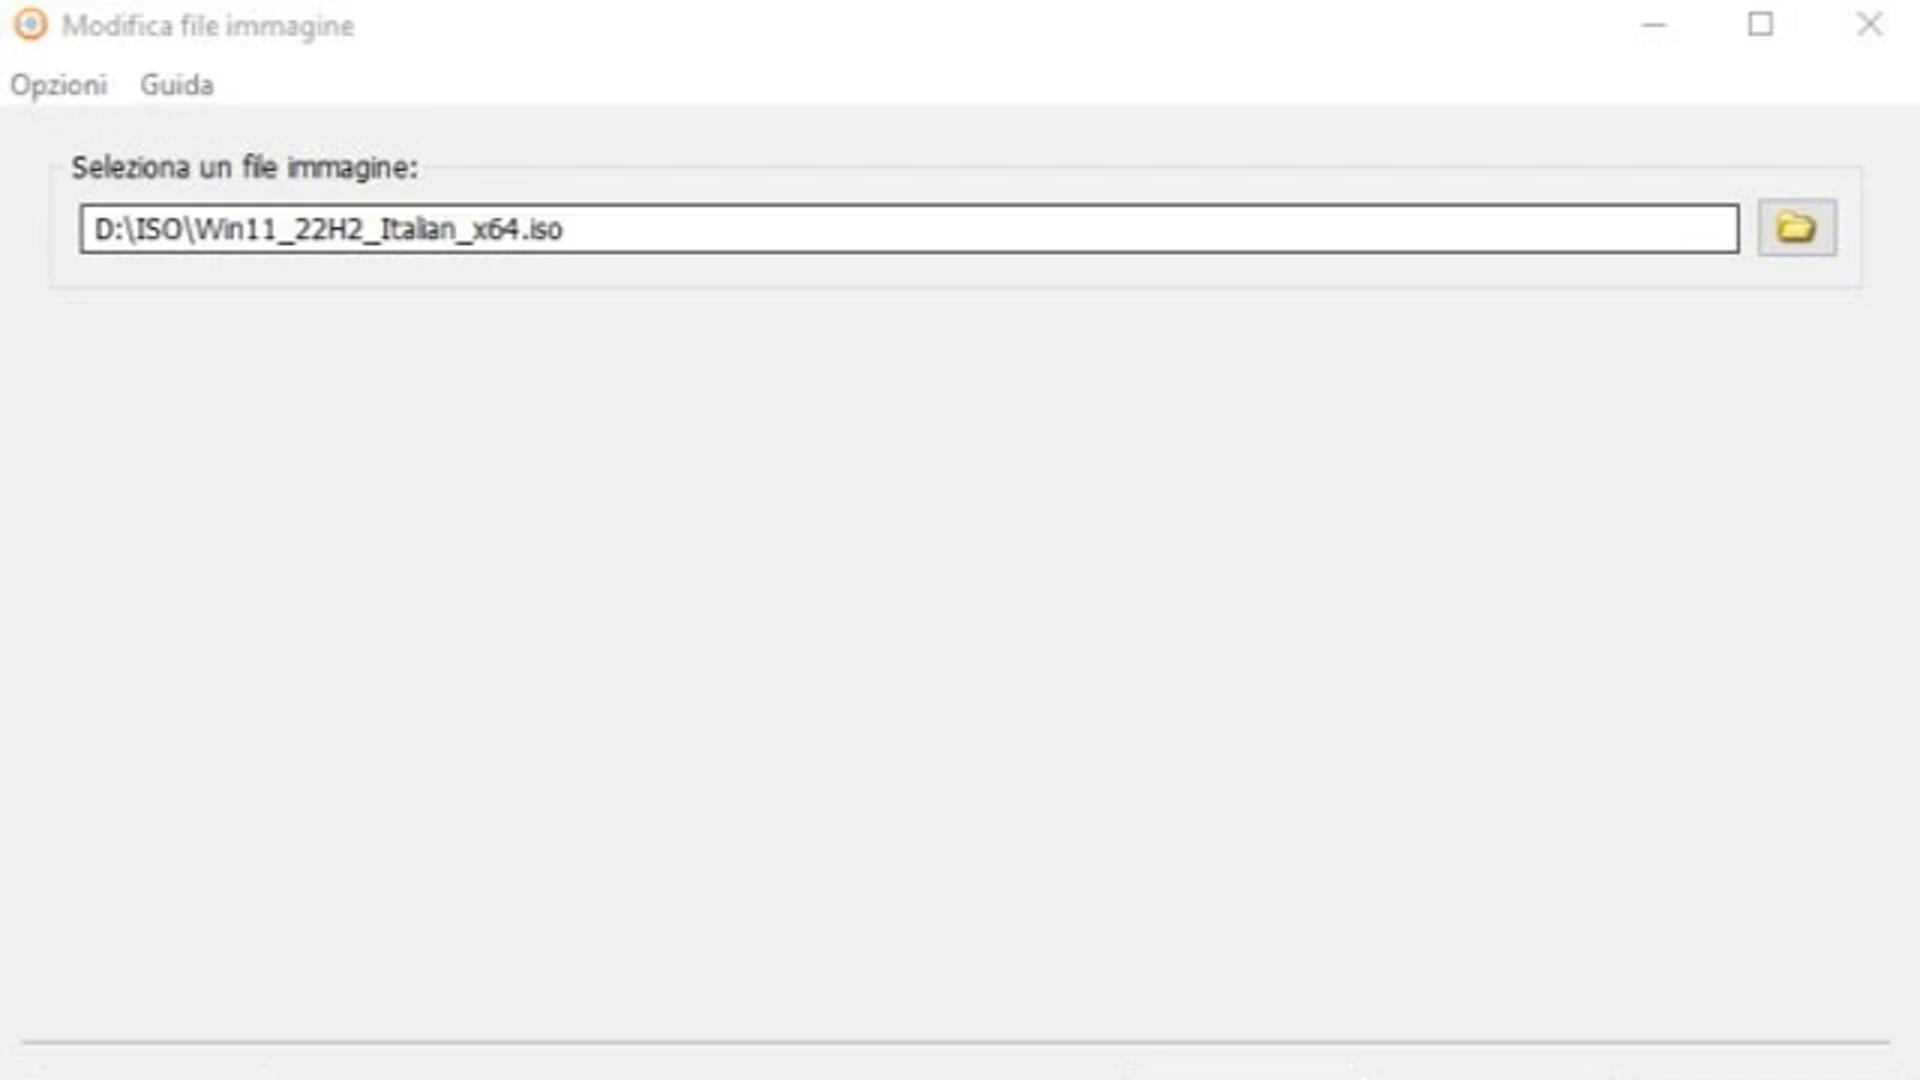 Modifica file immagine
Opzioni Guida
Seleziona un file immagine:
D:\ISO\Win11_22H2_Italian_x64.iso